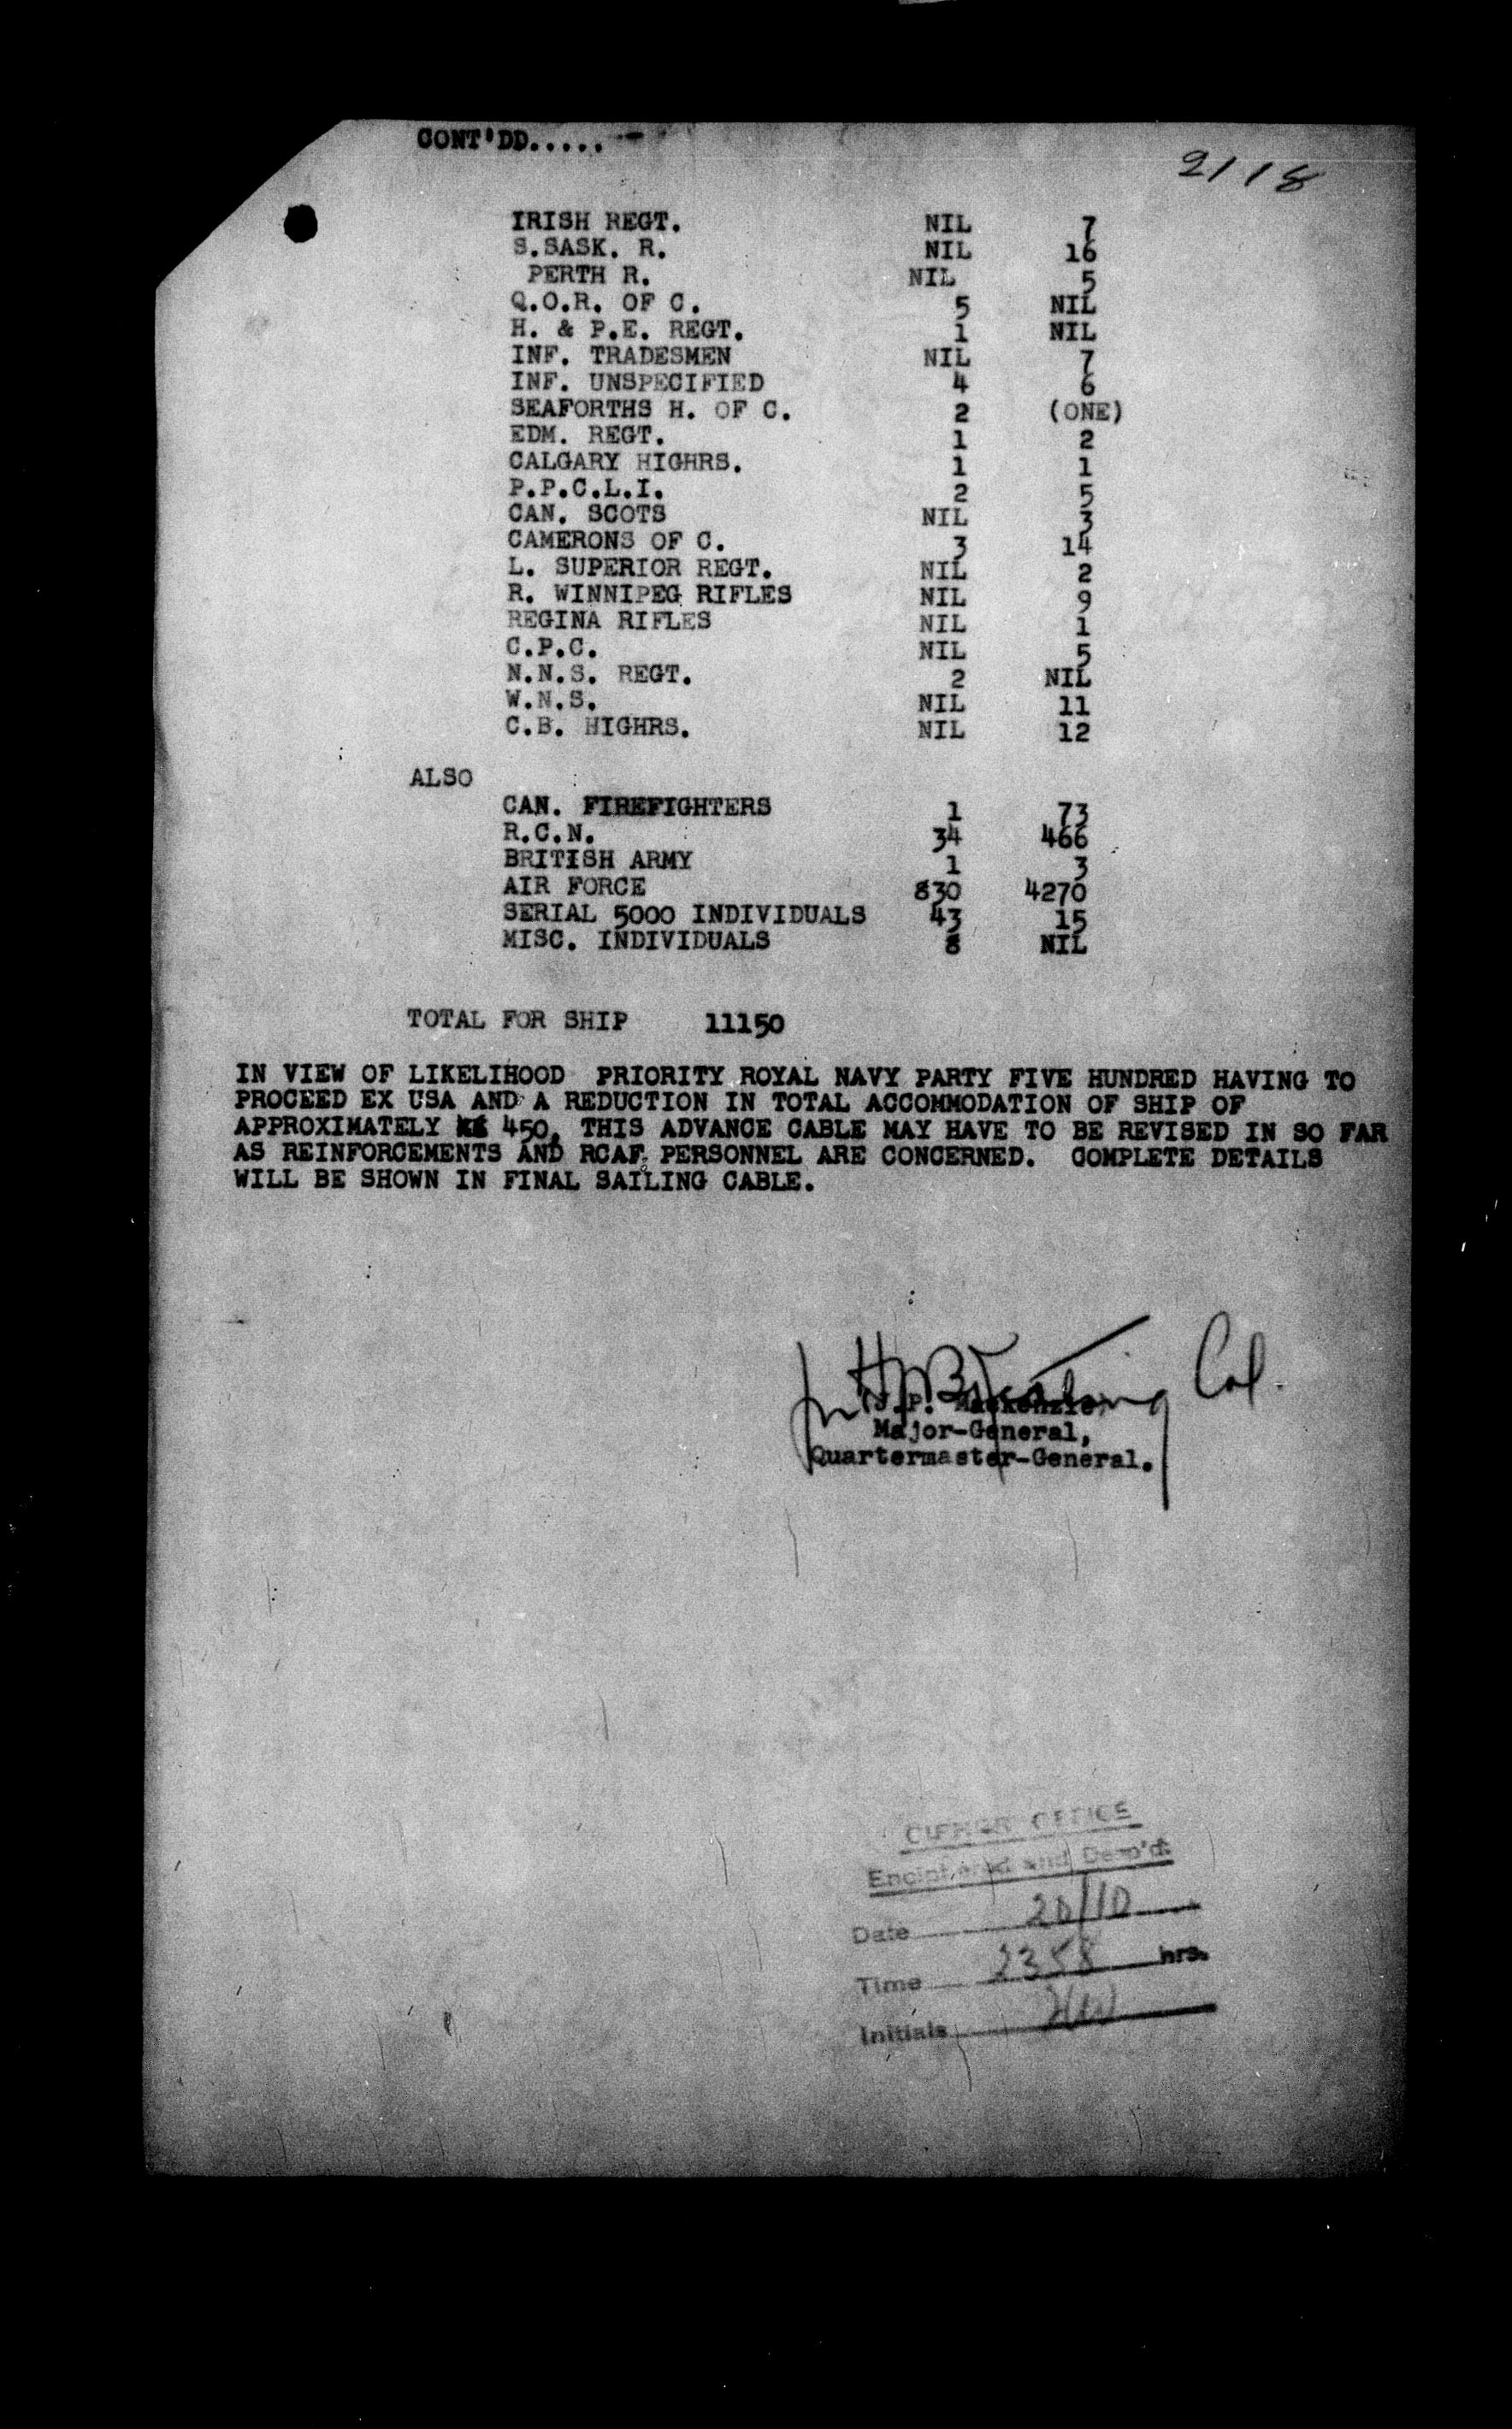 CONT'DD.....
2118
IRISH REGT. NIL 7
S.SASK. R. NIL 16
PERTH R. NIL 5
Q.O.R. OF C. 5 NIL
H. & P.E. REGT. 1 NIL
INF. TRADESMEN NIL 7
INF. UNSPECIFIED 4 6
SEAFORTHS H. OF C. 2 (ONE)
EDM. REGT. 1 2
CALGARY HIGHRS. 1 1
P.P.C.L.I. 2 5
CAN. SCOTS NIL 3
CAMERONS OF C. 3 14
L. SUPERIOR REGT. NIL 2
R. WINNIPEG RIFLES NIL 9
REGINA RIFLES NIL 1
C.P.C. NIL 5
N.N.S. REGT. 2 NIL
W.N.S. NIL 11
C.B. HIGHRS. NIL 12
ALSO
CAN. FIREFIGHTERS 1 73
R.C.N. 34 466
BRITISH ARMY 1 3
AIR FORCE 830 4270
SERIAL 5000 INDIVIDUALS 43 15
MISC. INDIVIDUALS 8 NIL
TOTAL FOR SHIP 11150
IN VIEW OF LIKELIHOOD PRIORITY ROYAL NAVY PARTY FIVE HUNDRED HAVING TO
PROCEED EX USA AND A REDUCTION IN TOTAL ACCOMMODATION OF SHIP OF
APPROXIMATELY 450, THIS ADVANCE CABLE MAY HAVE TO BE REVISED IN SO FAR
AS REINFORCEMENTS AND RCAF. PERSONNEL ARE CONCERNED. COMPLETE DETAILS
WILL BE SHOWN IN FINAL SAILING CABLE.
Col.
P. Mackenzie)
Major-General,
Quartermaster-General.
CIPHER OFFICE
Enciphered and Desp'd.
Date 20/10
Time 2358 hrs.
Initials